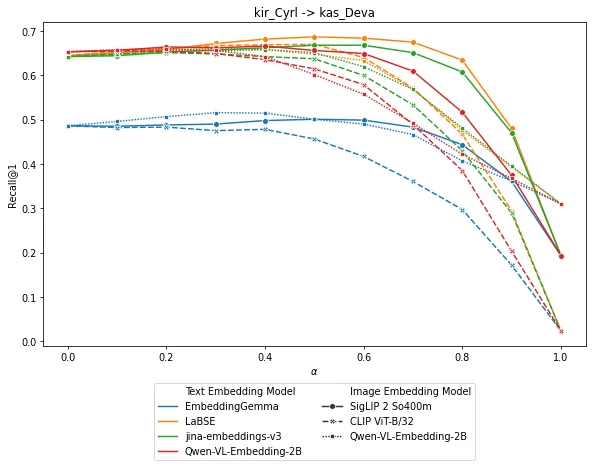 kir_Cyrl -> kas_Deva
Recall@1
0.7
0.6
0.5
0.4
0.3
0.2
0.1
0.0
0.0 0.2 0.4 0.6 0.8 1.0
α
Text Embedding Model
EmbeddingGemma
LaBSE
jina-embeddings-v3
Qwen-VL-Embedding-2B
Image Embedding Model
SigLIP 2 So400m
CLIP ViT-B/32
Qwen-VL-Embedding-2B